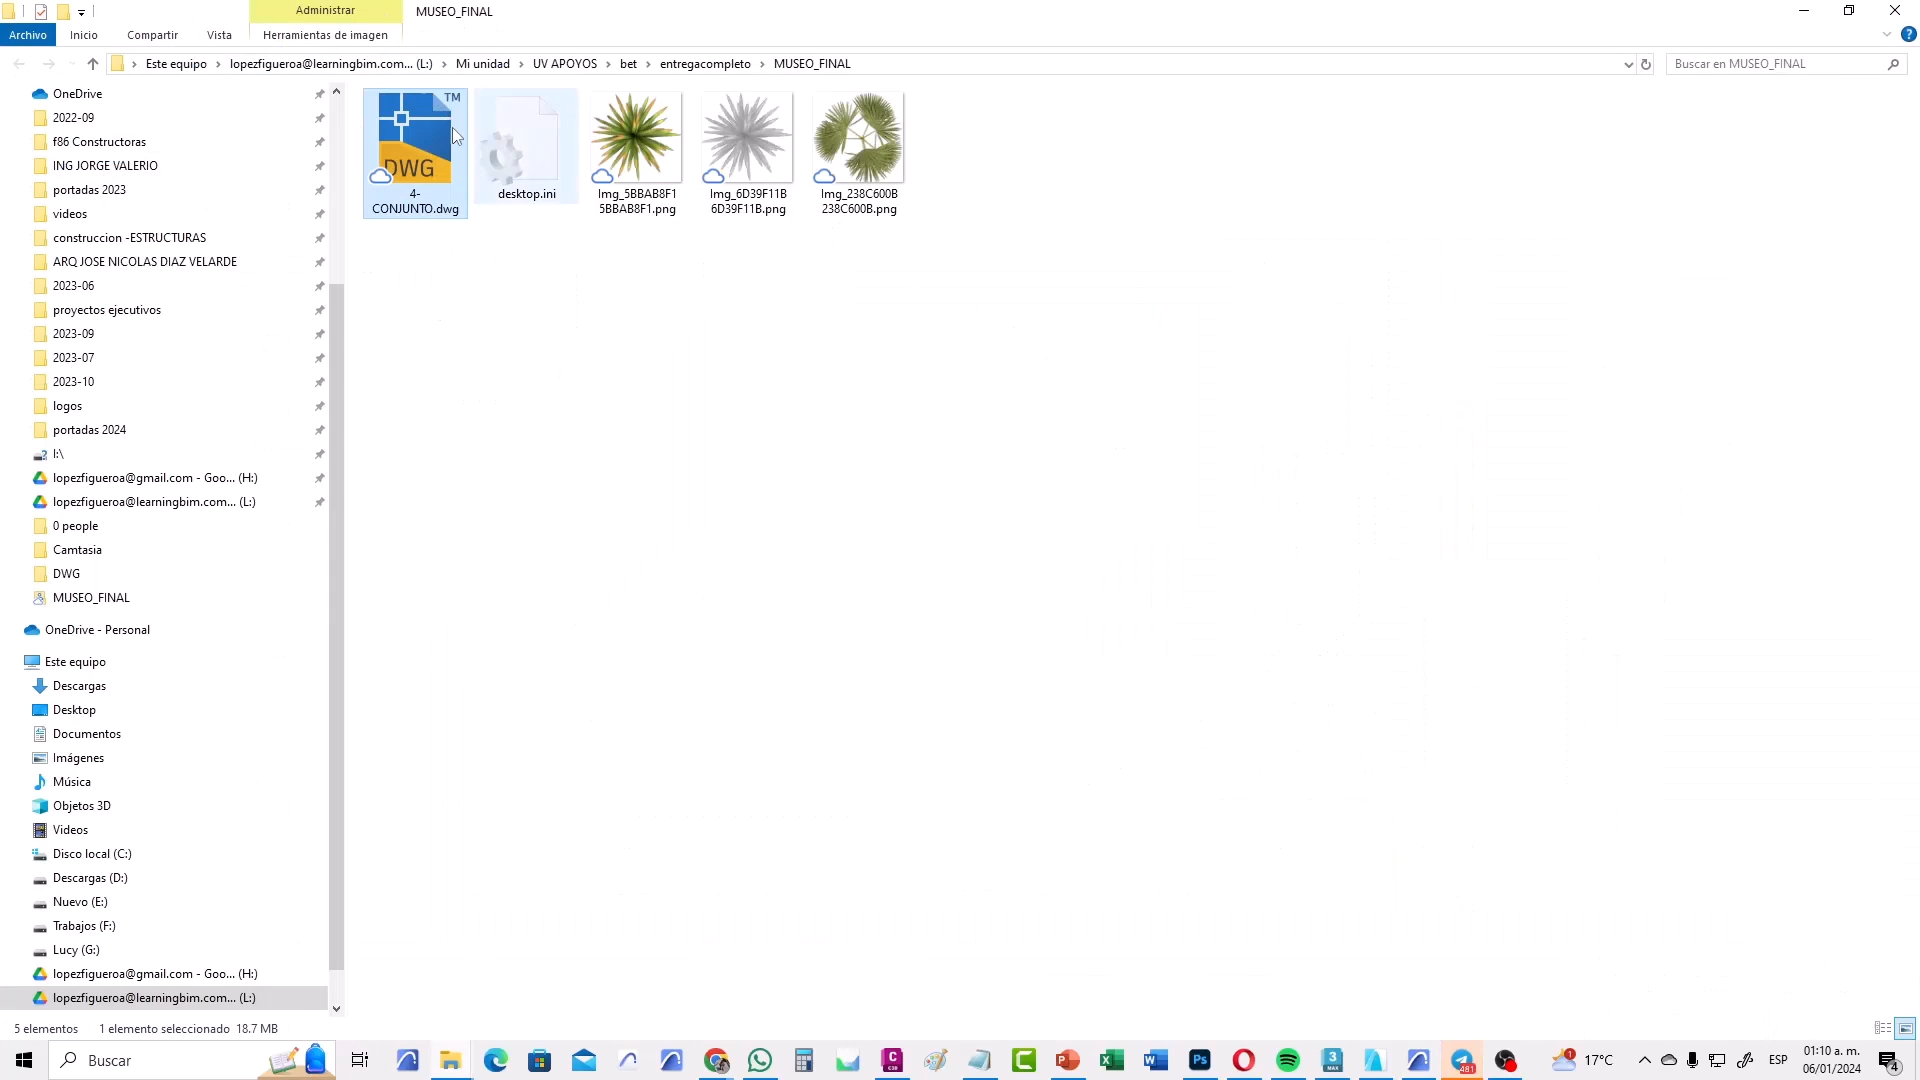 Administrar
MUSEO_FINAL
Archivo
Inicio
Compartir
Vista
Herramientas de imagen
Este equipo
lopezfigueroa@learningbim.com... (L:)
Mi unidad
UV APOYOS
bet
entregacompleto
MUSEO_FINAL
Buscar en MUSEO_FINAL
OneDrive
2022-09
f86 Constructoras
ING JORGE VALERIO
portadas 2023
videos
construccion -ESTRUCTURAS
ARQ JOSE NICOLAS DIAZ VELARDE
2023-06
proyectos ejecutivos
2023-09
2023-07
2023-10
logos
portadas 2024
I:\
lopezfigueroa@gmail.com - Goo... (H:)
lopezfigueroa@learningbim.com... (L:)
0 people
Camtasia
DWG
MUSEO_FINAL
OneDrive - Personal
Este equipo
Descargas
Desktop
Documentos
Imágenes
Música
Objetos 3D
Videos
Disco local (C:)
Descargas (D:)
Nuevo (E:)
Trabajos (F:)
Lucy (G:)
lopezfigueroa@gmail.com - Goo... (H:)
lopezfigueroa@learningbim.com... (L:)
TM
DWG
4-
CONJUNTO.dwg
desktop.ini
Img_5BBAB8F1
5BBAB8F1.png
Img_6D39F11B
6D39F11B.png
Img_238C600B
238C600B.png
5 elementos
1 elemento seleccionado 18.7 MB
Buscar
17°C
ESP
01:10 a. m.
06/01/2024